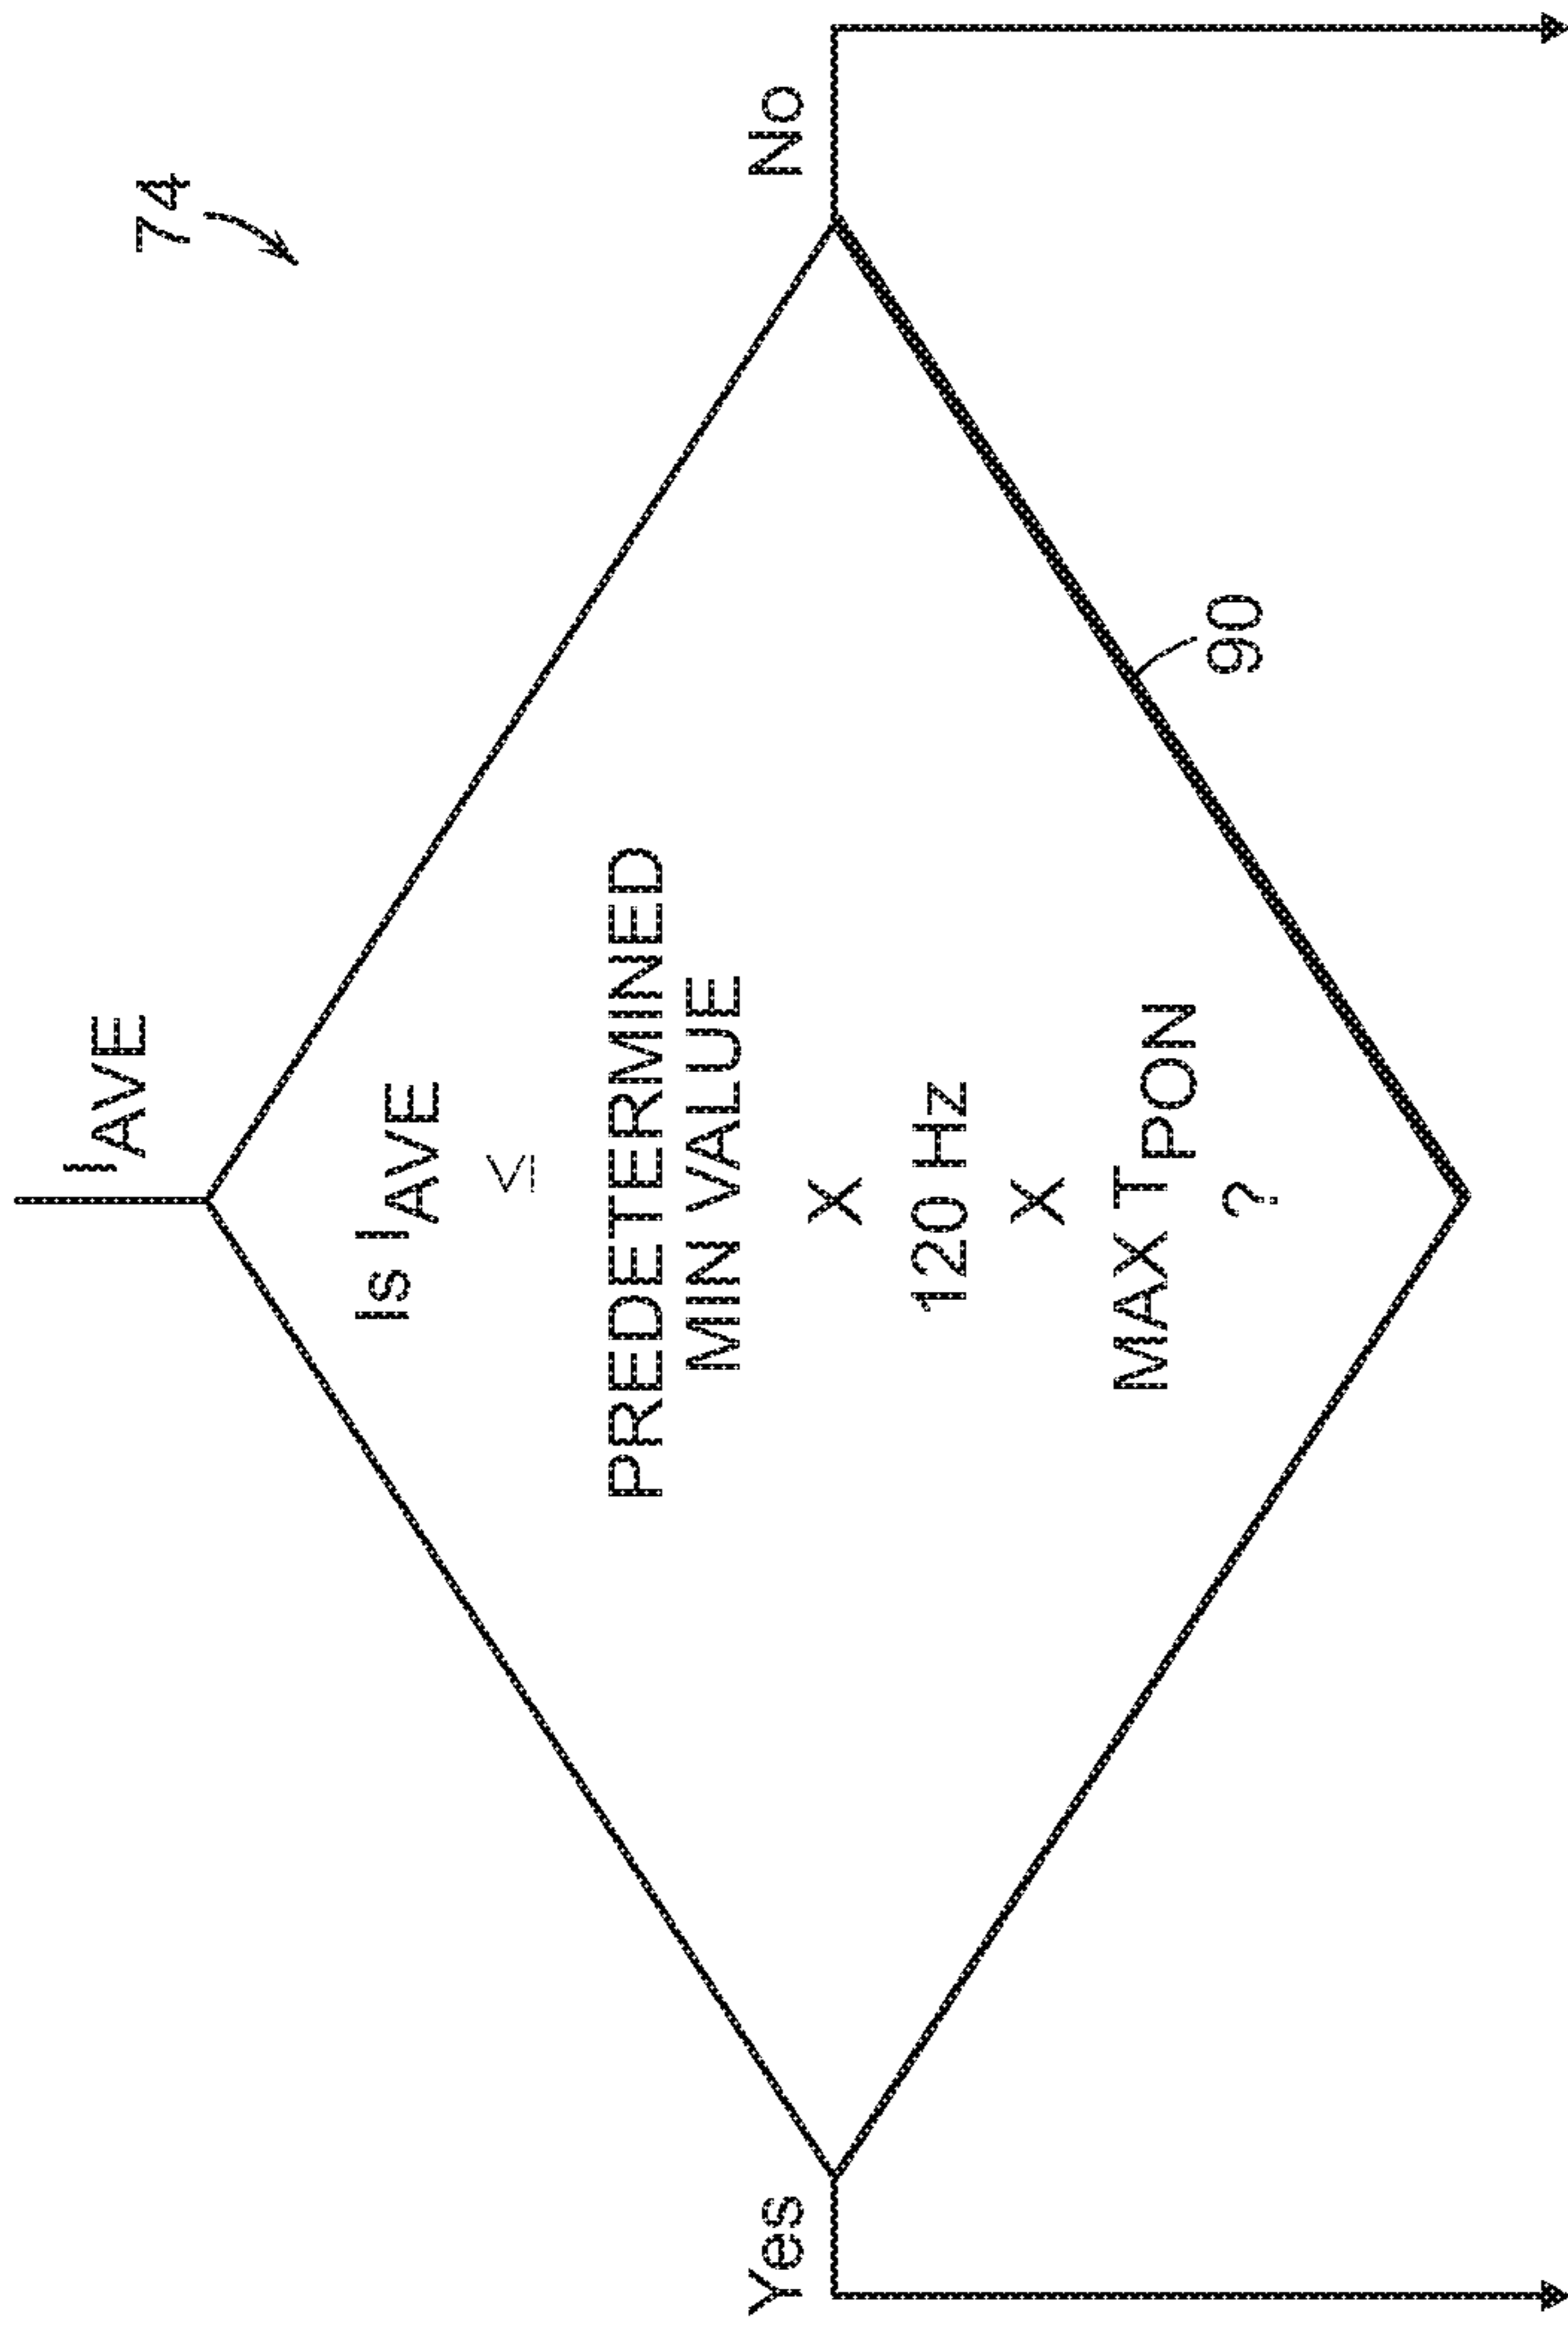 74
I AVE
Is I AVE
≤
PREDETERMINED
MIN VALUE
X
120 Hz
X
MAX T PON
?
Yes
No
90